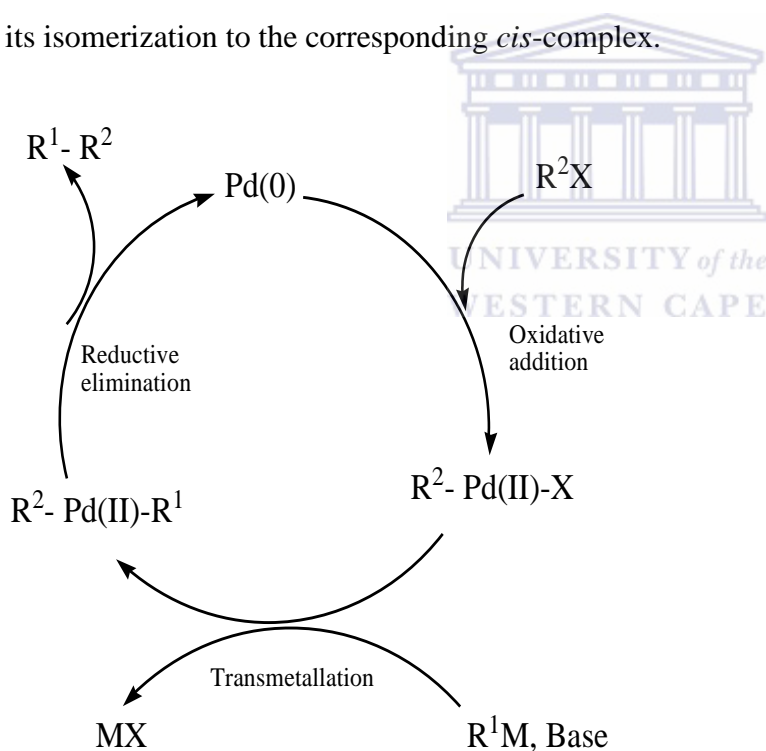 its isomerization to the corresponding cis-complex.
R¹- R²
Pd(0)
R²X
UNIVERSITY of the
WESTERN CAPE
Oxidative
addition
Reductive
elimination
R²- Pd(II)-X
R²- Pd(II)-R¹
Transmetallation
MX
R¹M, Base